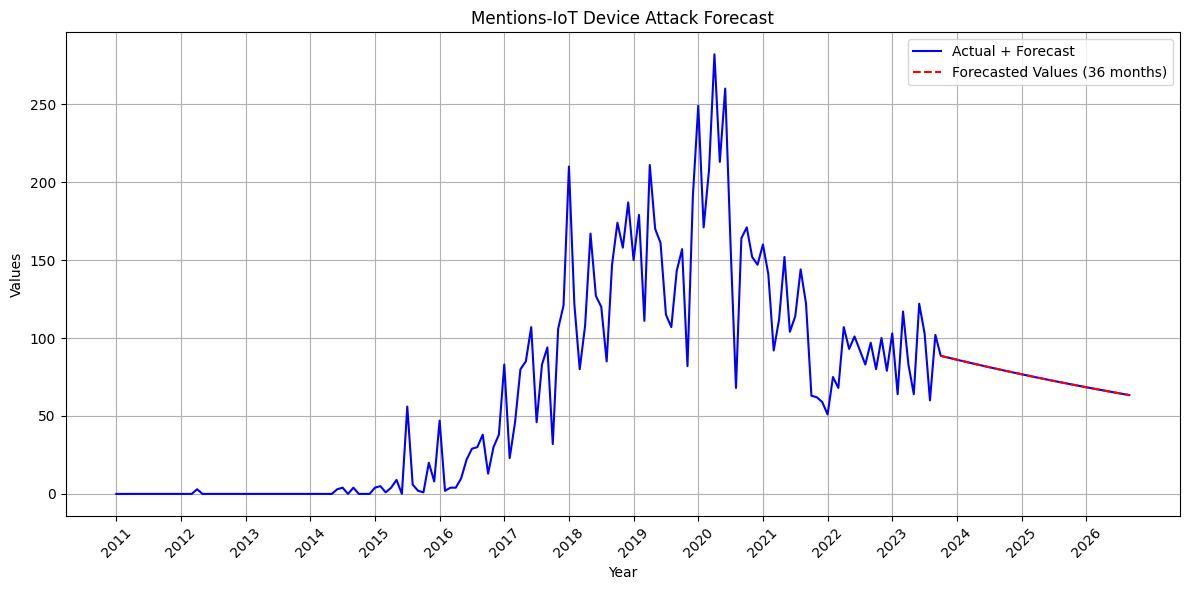 Mentions-IoT Device Attack Forecast
Actual + Forecast
Forecasted Values (36 months)
Values
250
200
150
100
50
0
2011 2012 2013 2014 2015 2016 2017 2018 2019 2020 2021 2022 2023 2024 2025 2026
Year